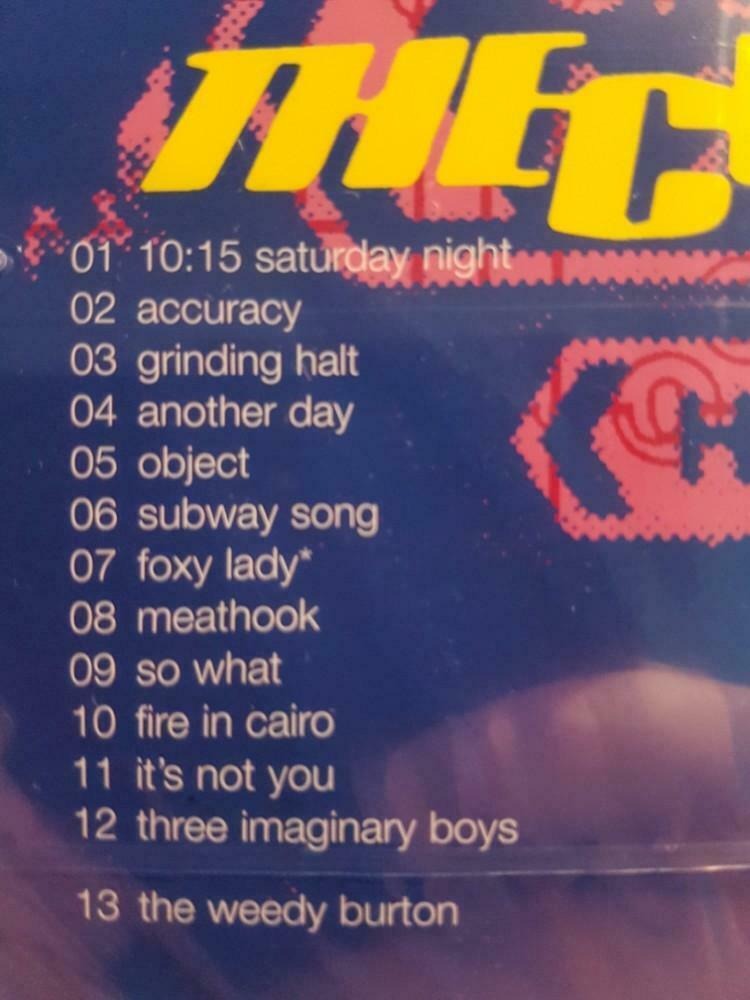 THE C
01 10:15 saturday night
02 accuracy
03 grinding halt
04 another day
05 object
06 subway song
07 foxy lady*
08 meathook
09 so what
10 fire in cairo
11 it's not you
12 three imaginary boys
13 the weedy burton